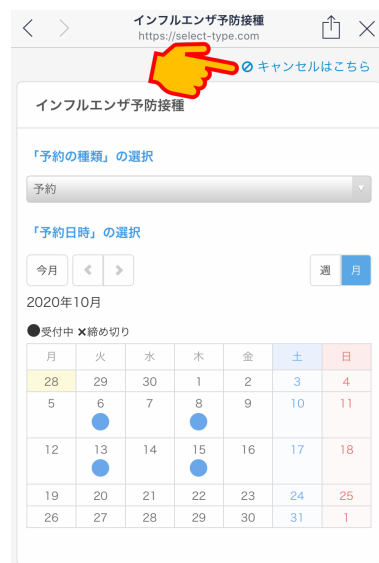 インフルエンザ予防接種
https://select-type.com
キャンセルはこちら
インフルエンザ予防接種
「予約の種類」の選択
予約
「予約日時」の選択
今月 < > 週 月
2020年10月
●受付中 ×締め切り
月 火 水 木 金 土 日
28 29 30 1 2 3 4
5 6 7 8 9 10 11
12 13 14 15 16 17 18
19 20 21 22 23 24 25
26 27 28 29 30 31 1